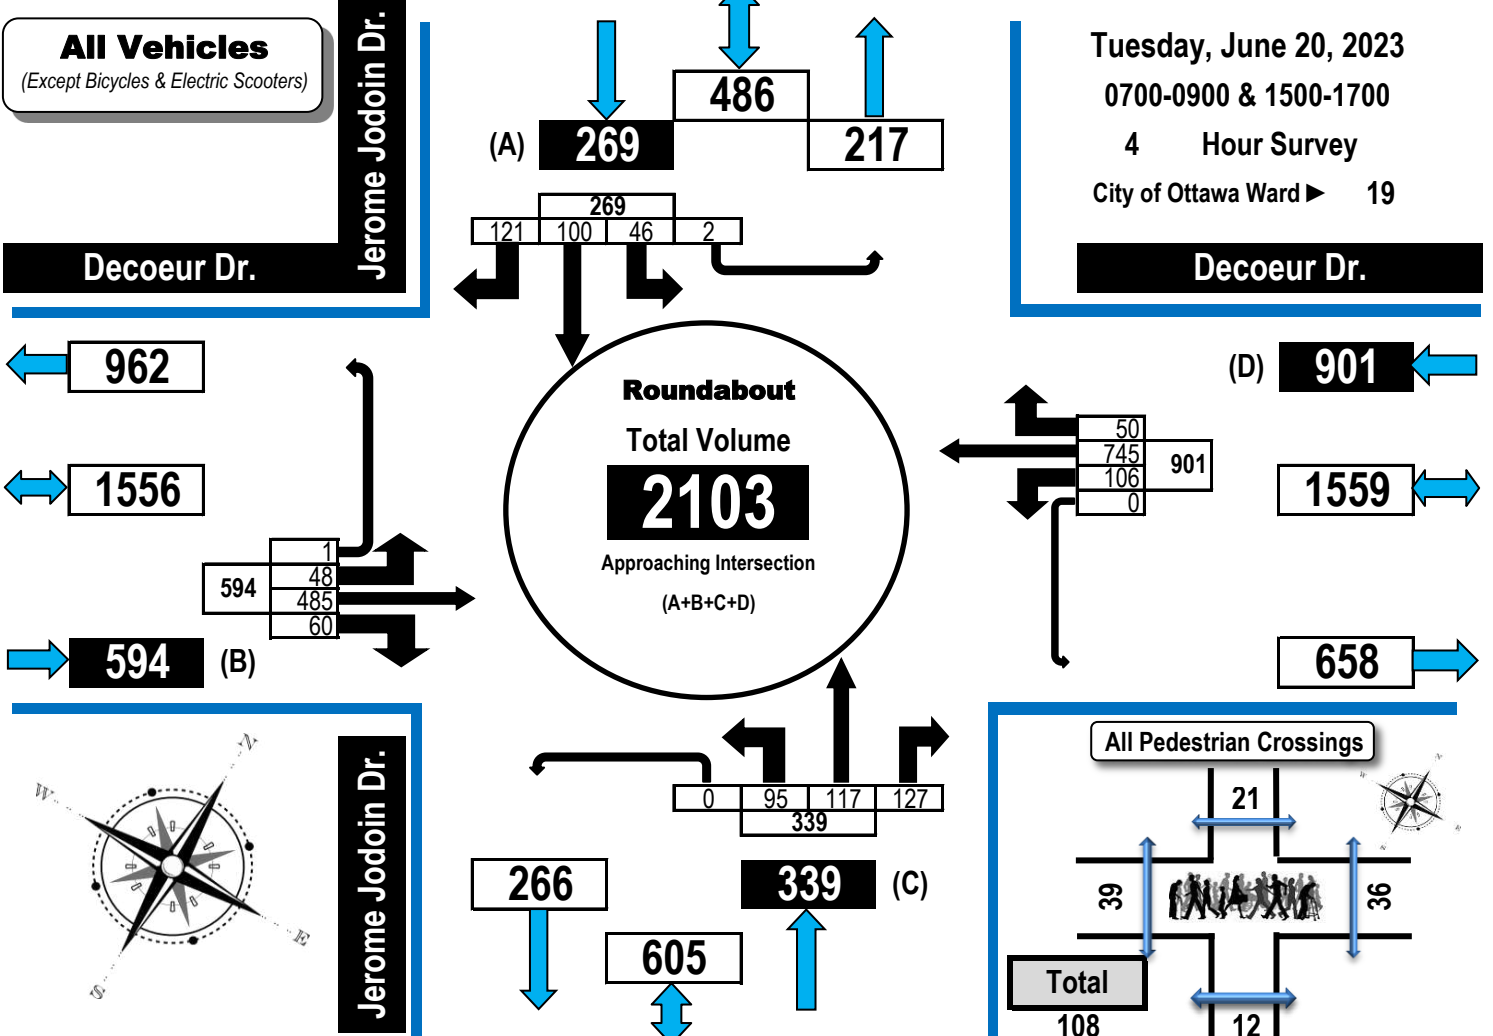 All Vehicles
(Except Bicycles & Electric Scooters)
Jerome Jodoin Dr.
Decoeur Dr.
486
(A) 269
217
269
121 100 46 2
Tuesday, June 20, 2023
0700-0900 & 1500-1700
4 Hour Survey
City of Ottawa Ward ► 19
Decoeur Dr.
962
1556
1
48
485
60
594
594 (B)
Roundabout
Total Volume
2103
Approaching Intersection
(A+B+C+D)
(D) 901
50
745
106
0
901
1559
658
N
W
E
S
Jerome Jodoin Dr.
0 95 117 127
339
266
339 (C)
605
All Pedestrian Crossings
21
39
36
Total
108
12